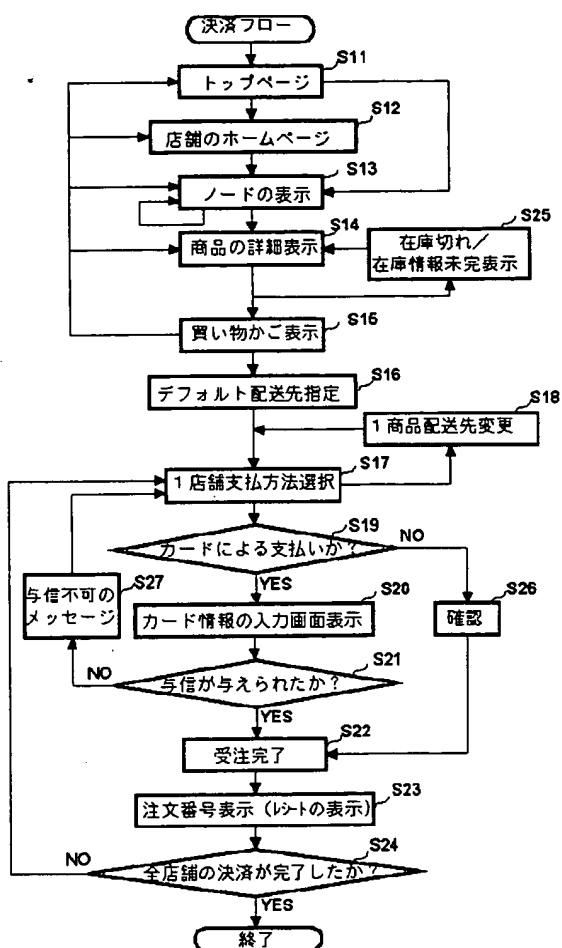 決済フロー
S11
トップページ
S12
店舗のホームページ
S13
ノードの表示
S14
商品の詳細表示
S25
在庫切れ／
在庫情報未完表示
S15
買い物かご表示
S16
デフォルト配送先指定
S18
1商品配送先変更
S17
1店舗支払方法選択
S19
カードによる支払いか？
NO
YES
S27
与信不可の
メッセージ
S20
カード情報の入力画面表示
S26
確認
S21
与信が与えられたか？
NO
YES
S22
受注完了
S23
注文番号表示（レシートの表示）
S24
全店舗の決済が完了したか？
NO
YES
終了